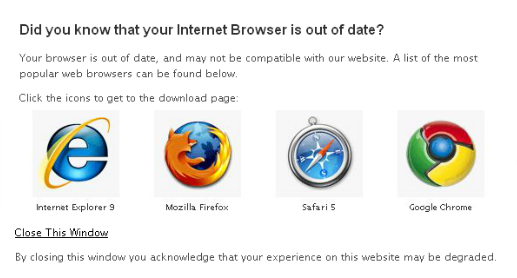 Did you know that your Internet Browser is out of date?
Your browser is out of date, and may not be compatible with our website. A list of the most
popular web browsers can be found below.
Click the icons to get to the download page:
Internet Explorer 9 Mozilla Firefox Safari 5 Google Chrome
Close This Window
By closing this window you acknowledge that your experience on this website may be degraded.